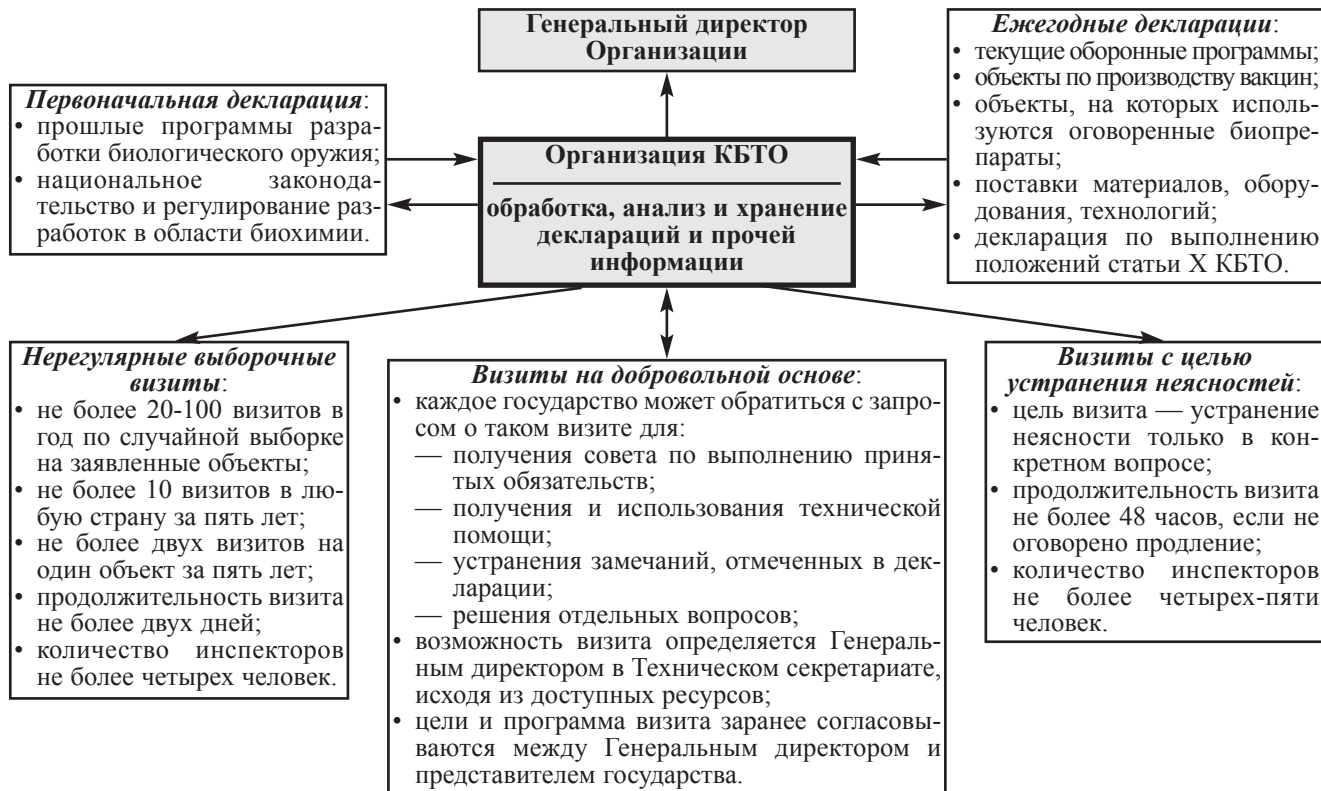 Генеральный директор
Организации
Первоначальная декларация:
• прошлые программы разра-
ботки биологического оружия;
• национальное законода-
тельство и регулирование раз-
работок в области биохимии.
Организация КБТО
обработка, анализ и хранение
деклараций и прочей
информации
Ежегодные декларации:
• текущие оборонные программы;
• объекты по производству вакцин;
• объекты, на которых исполь-
зуются оговоренные биопре-
параты;
• поставки материалов, обору-
дования, технологий;
• декларация по выполнению
положений статьи X КБТО.
Нерегулярные выборочные
визиты:
• не более 20-100 визитов в
год по случайной выборке
на заявленные объекты;
• не более 10 визитов в лю-
бую страну за пять лет;
• не более двух визитов на
один объект за пять лет;
• продолжительность визита
не более двух дней;
• количество инспекторов
не более четырех человек.
Визиты на добровольной основе:
• каждое государство может обратиться с запро-
сом о таком визите для:
— получения совета по выполнению приня-
тых обязательств;
— получения и использования технической
помощи;
— устранения замечаний, отмеченных в дек-
ларации;
— решения отдельных вопросов;
• возможность визита определяется Генераль-
ным директором в Техническом секретариате,
исходя из доступных ресурсов;
• цели и программа визита заранее согласовы-
ваются между Генеральным директором и
представителем государства.
Визиты с целью
устранения неясностей:
• цель визита — устранение
неясности только в кон-
кретном вопросе;
• продолжительность визита
не более 48 часов, если не
оговорено продление;
• количество инспекторов
не более четырех-пяти
человек.